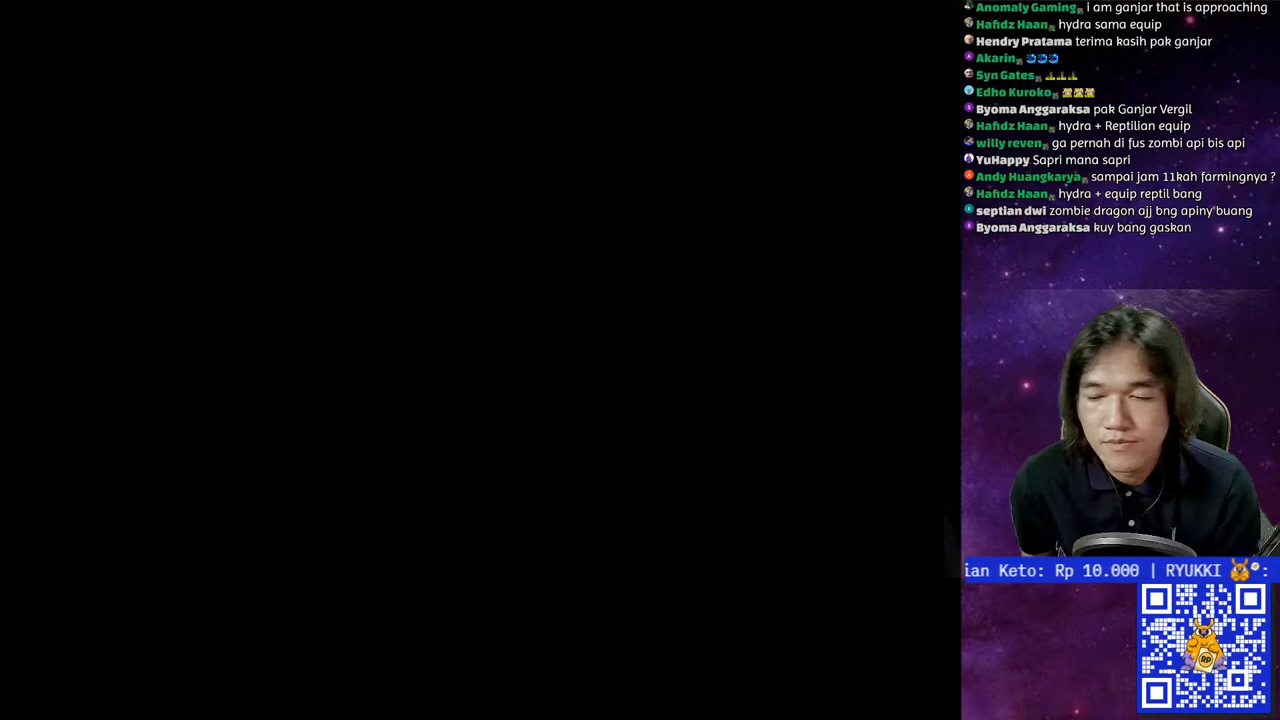 Anomaly Gaming i am ganjar that is approaching
Hafidz Haan hydra sama equip
Hendry Pratama terima kasih pak ganjar
Akarin
Syn Gates
Edho Kuroko
Byoma Anggaraksa pak Ganjar Vergil
Hafidz Haan hydra + Reptilian equip
willy reven ga pernah di fus zombi api bis api
YuHappy Sapri mana sapri
Andy Huangkarya sampai jam 11kah farmingnya ?
Hafidz Haan hydra + equip reptil bang
septian dwi zombie dragon ajj bng apiny buang
Byoma Anggaraksa kuy bang gaskan
ian Keto: Rp 10.000 | RYUKKI :
RP